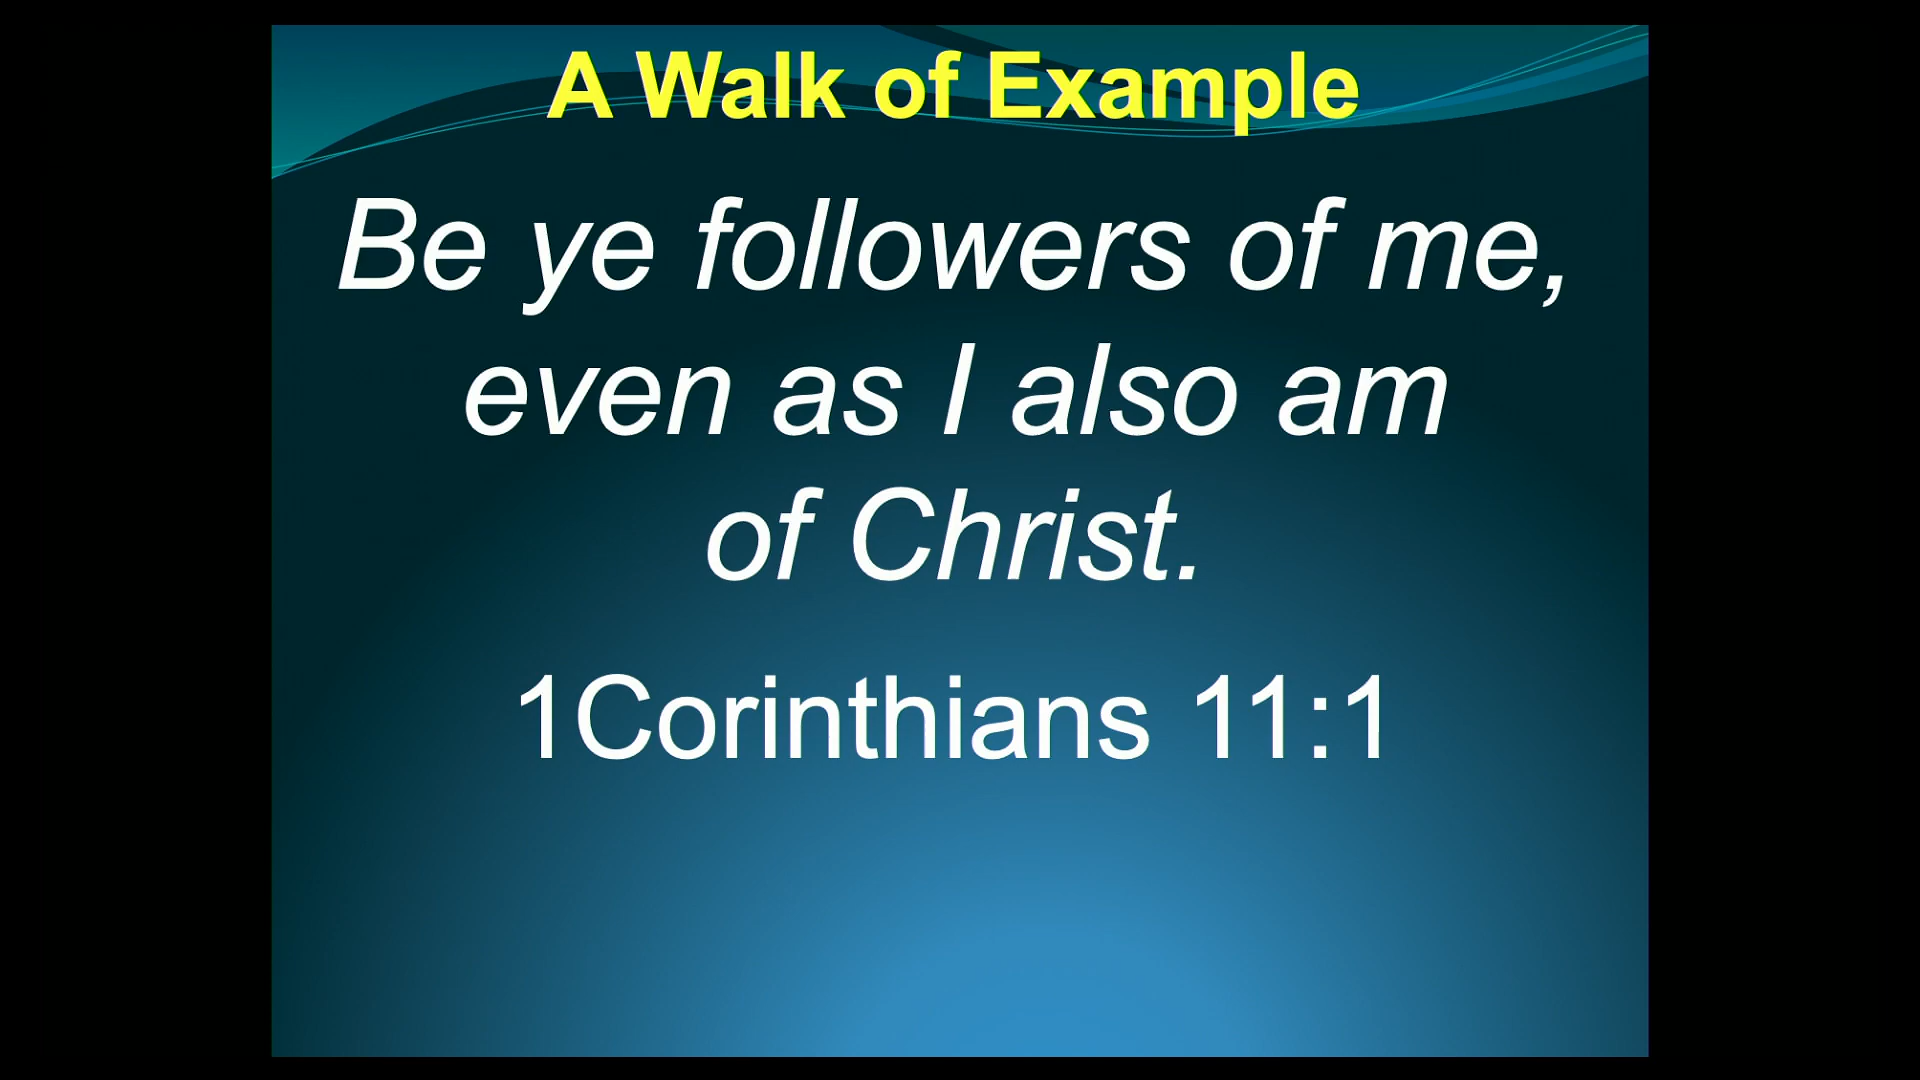 A Walk of Example
Be ye followers of me,
even as I also am
of Christ.
1Corinthians 11:1